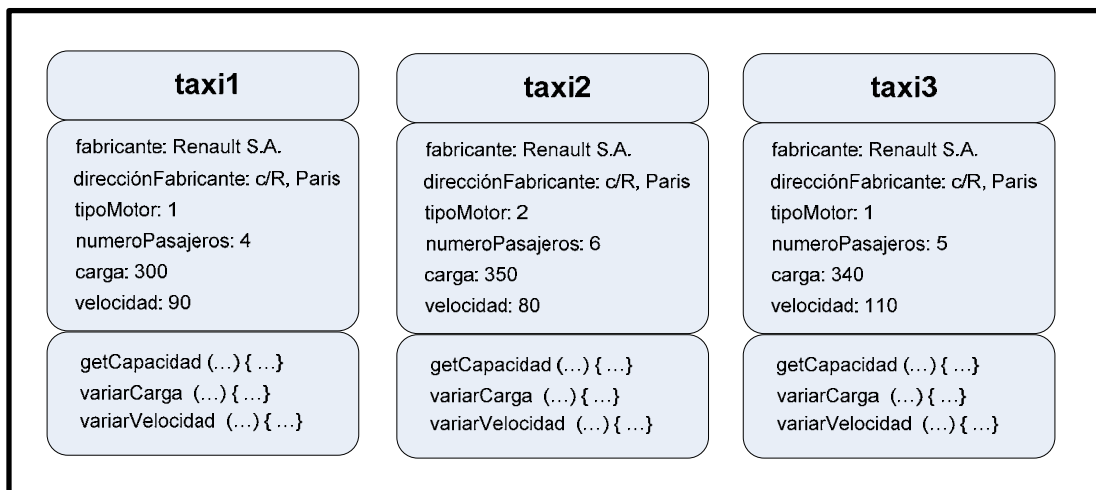 taxi1
fabricante: Renault S.A.
direcciónFabricante: c/R, Paris
tipoMotor: 1
numeroPasajeros: 4
carga: 300
velocidad: 90
getCapacidad (…) { …}
variarCarga (…) { …}
variarVelocidad (…) { …}
taxi2
fabricante: Renault S.A.
direcciónFabricante: c/R, Paris
tipoMotor: 2
numeroPasajeros: 6
carga: 350
velocidad: 80
getCapacidad (…) { …}
variarCarga (…) { …}
variarVelocidad (…) { …}
taxi3
fabricante: Renault S.A.
direcciónFabricante: c/R, Paris
tipoMotor: 1
numeroPasajeros: 5
carga: 340
velocidad: 110
getCapacidad (…) { …}
variarCarga (…) { …}
variarVelocidad (…) { …}